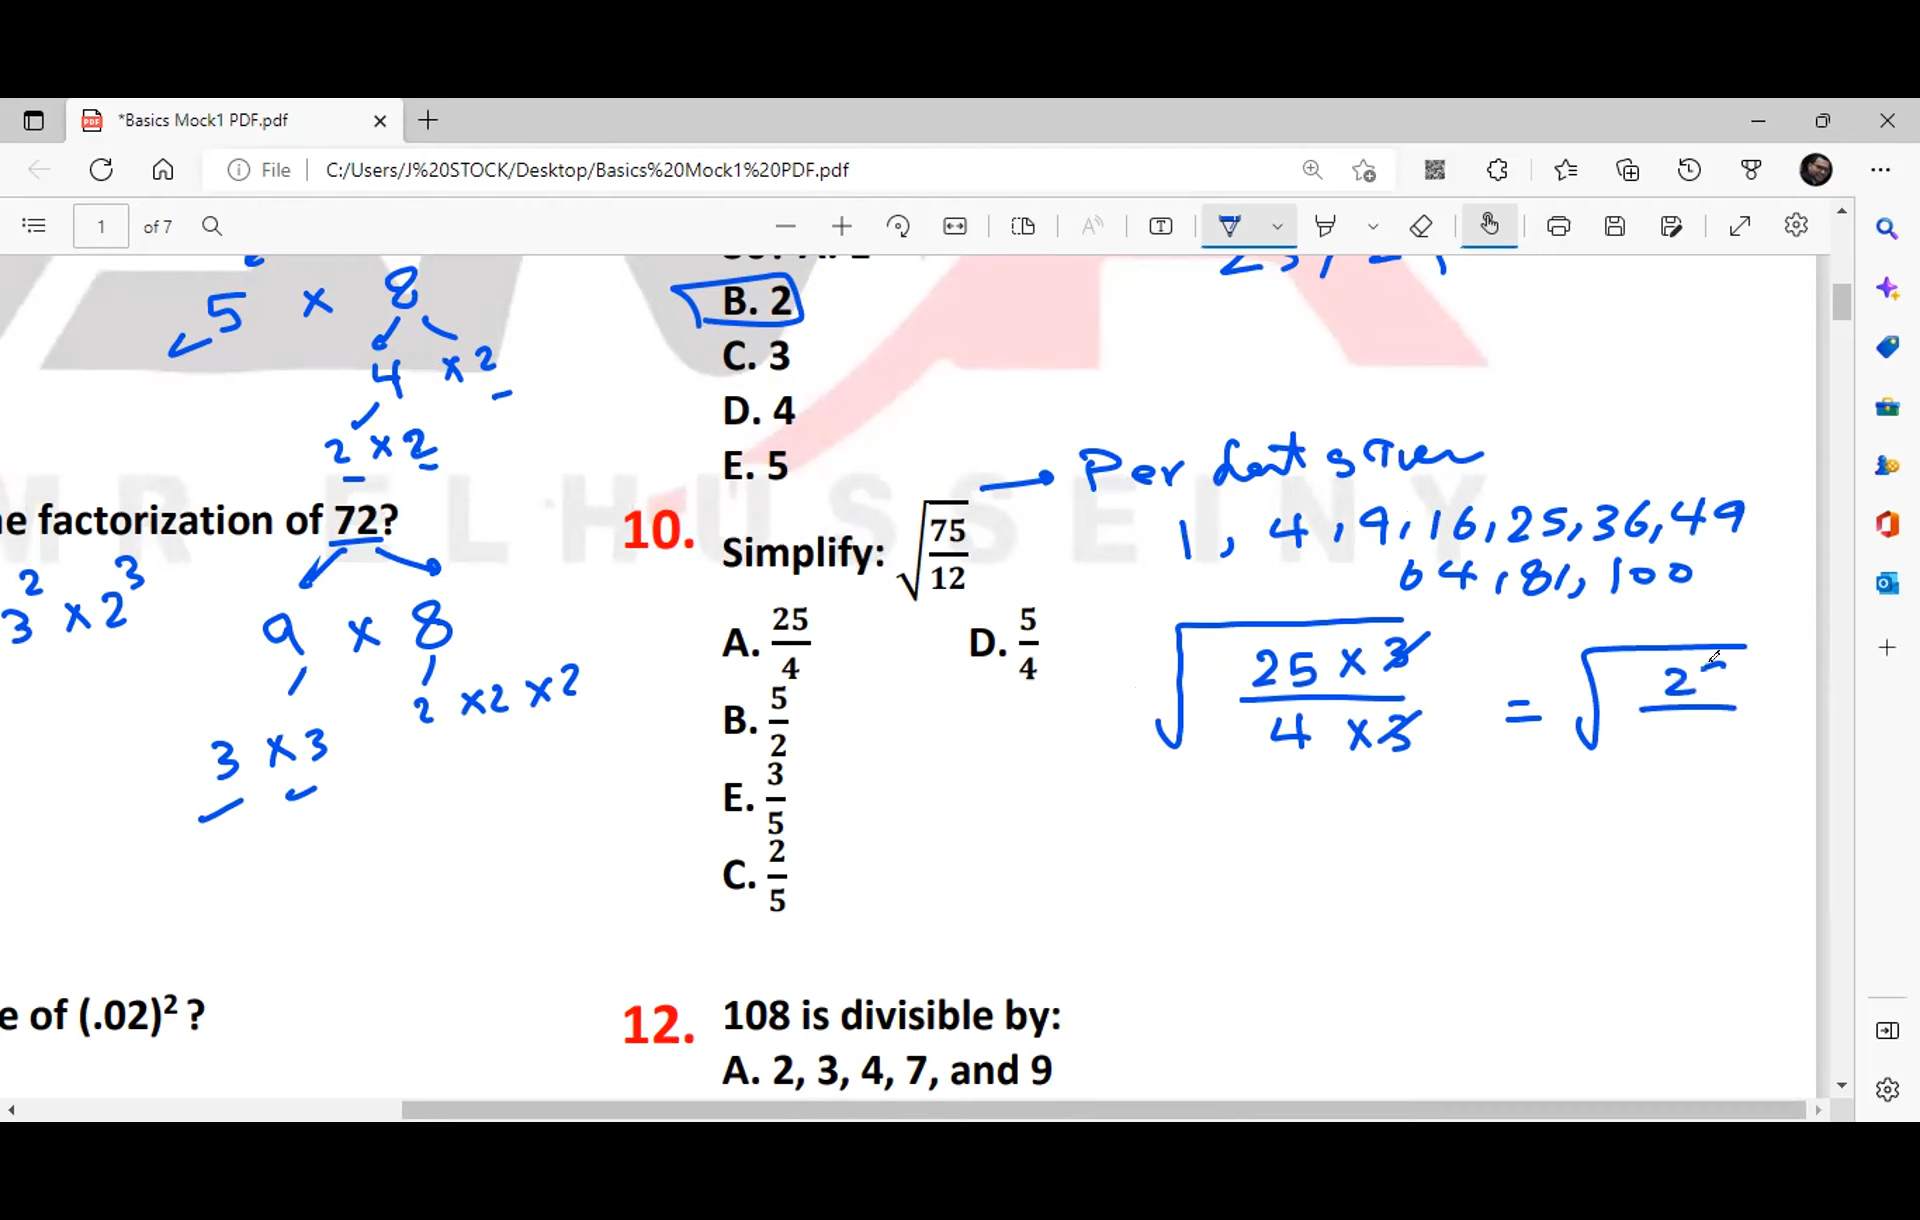 *Basics Mock1 PDF.pdf
File
C:/Users/J%20STOCK/Desktop/Basics%20Mock1%20PDF.pdf
1 of 7
5 × 8
4 × 2
2 × 2
e factorization of 72?
3² × 2³
9 × 8
2 × 2 × 2
3 × 3
e of (.02)² ?
MR ELHUSSEINY
B. 2
C. 3
D. 4
E. 5
10. Simplify: √(75/12)
A. 25/4
D. 5/4
B. 5/2
E. 3/5
C. 2/5
1, 4, 9, 16, 25, 36, 49
64, 81, 100
√(25 × 3 / 4 × 3) = √(2
12. 108 is divisible by:
A. 2, 3, 4, 7, and 9